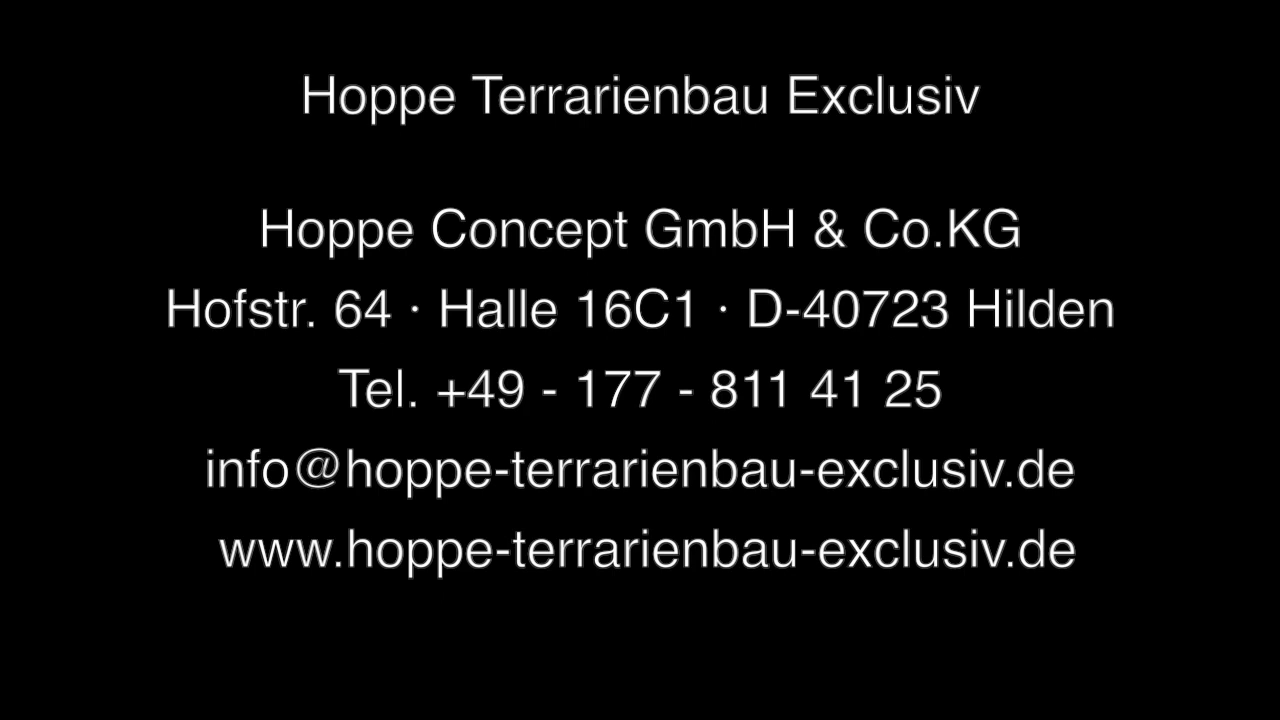 Hoppe Terrarienbau Exclusiv
Hoppe Concept GmbH & Co.KG
Hofstr. 64 · Halle 16C1 · D-40723 Hilden
Tel. +49 - 177 - 811 41 25
info@hoppe-terrarienbau-exclusiv.de
www.hoppe-terrarienbau-exclusiv.de